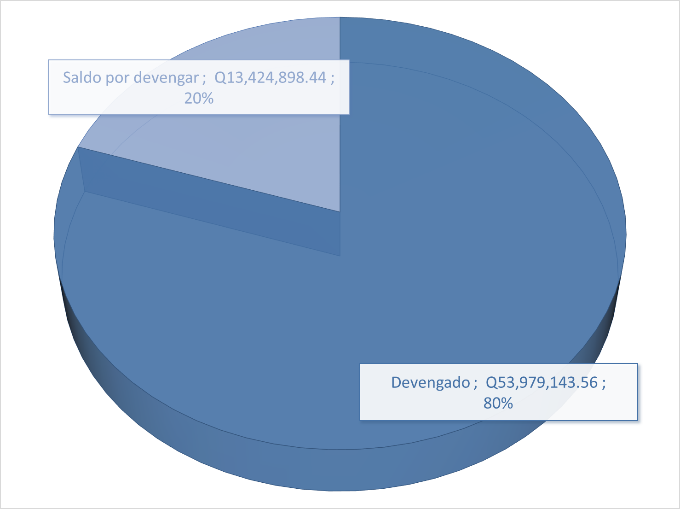 Saldo por devengar ; Q13,424,898.44 ;
20%
Devengado ; Q53,979,143.56 ;
80%